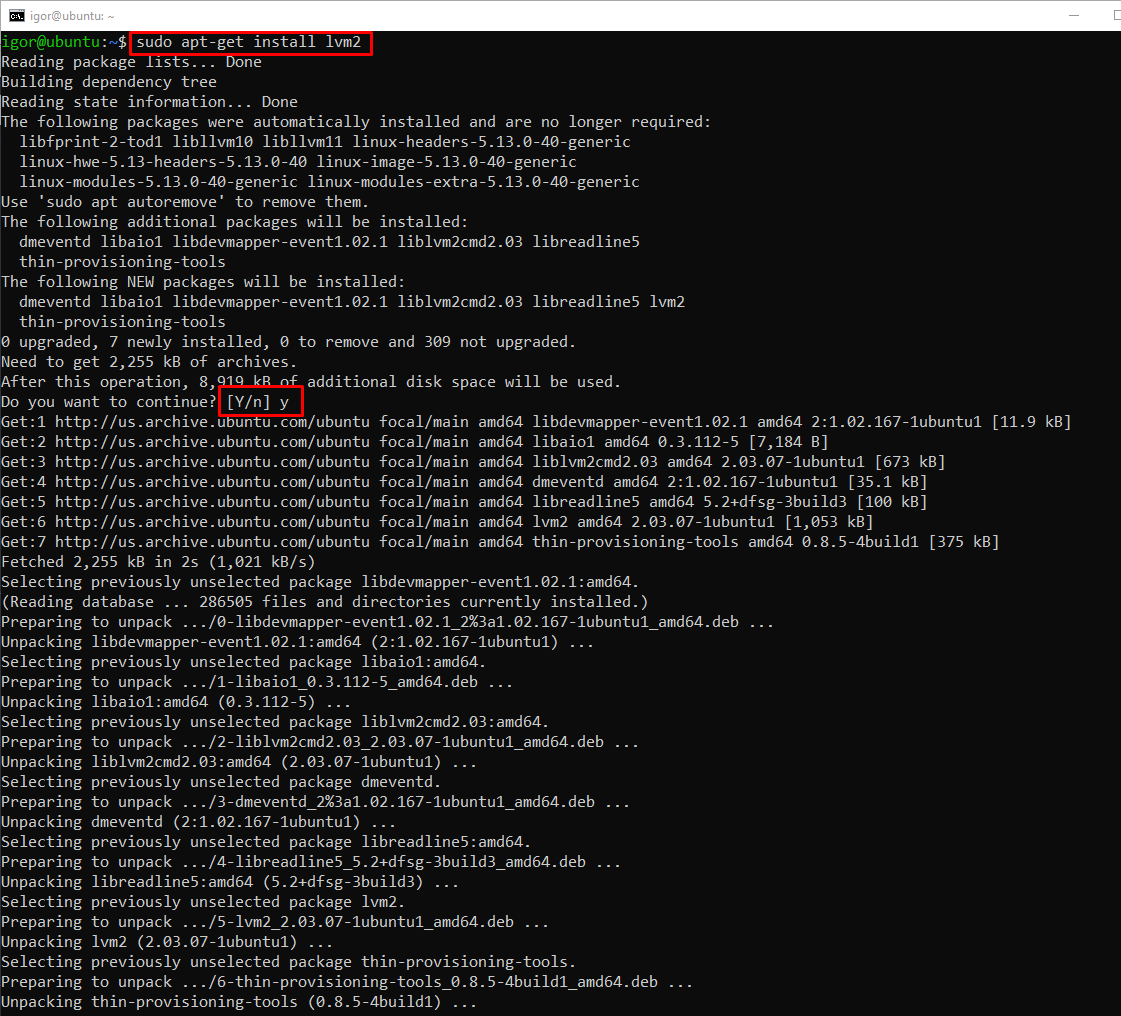 igor@ubuntu: ~
igor@ubuntu:~$ sudo apt-get install lvm2
Reading package lists... Done
Building dependency tree
Reading state information... Done
The following packages were automatically installed and are no longer required:
  libfprint-2-tod1 libllvm10 libllvm11 linux-headers-5.13.0-40-generic
  linux-hwe-5.13-headers-5.13.0-40 linux-image-5.13.0-40-generic
  linux-modules-5.13.0-40-generic linux-modules-extra-5.13.0-40-generic
Use 'sudo apt autoremove' to remove them.
The following additional packages will be installed:
  dmeventd libaio1 libdevmapper-event1.02.1 liblvm2cmd2.03 libreadline5
  thin-provisioning-tools
The following NEW packages will be installed:
  dmeventd libaio1 libdevmapper-event1.02.1 liblvm2cmd2.03 libreadline5 lvm2
  thin-provisioning-tools
0 upgraded, 7 newly installed, 0 to remove and 309 not upgraded.
Need to get 2,255 kB of archives.
After this operation, 8,919 kB of additional disk space will be used.
Do you want to continue? [Y/n] y
Get:1 http://us.archive.ubuntu.com/ubuntu focal/main amd64 libdevmapper-event1.02.1 amd64 2:1.02.167-1ubuntu1 [11.9 kB]
Get:2 http://us.archive.ubuntu.com/ubuntu focal/main amd64 libaio1 amd64 0.3.112-5 [7,184 B]
Get:3 http://us.archive.ubuntu.com/ubuntu focal/main amd64 liblvm2cmd2.03 amd64 2.03.07-1ubuntu1 [673 kB]
Get:4 http://us.archive.ubuntu.com/ubuntu focal/main amd64 dmeventd amd64 2:1.02.167-1ubuntu1 [35.1 kB]
Get:5 http://us.archive.ubuntu.com/ubuntu focal/main amd64 libreadline5 amd64 5.2+dfsg-3build3 [100 kB]
Get:6 http://us.archive.ubuntu.com/ubuntu focal/main amd64 lvm2 amd64 2.03.07-1ubuntu1 [1,053 kB]
Get:7 http://us.archive.ubuntu.com/ubuntu focal/main amd64 thin-provisioning-tools amd64 0.8.5-4build1 [375 kB]
Fetched 2,255 kB in 2s (1,021 kB/s)
Selecting previously unselected package libdevmapper-event1.02.1:amd64.
(Reading database ... 286505 files and directories currently installed.)
Preparing to unpack .../0-libdevmapper-event1.02.1_2%3a1.02.167-1ubuntu1_amd64.deb ...
Unpacking libdevmapper-event1.02.1:amd64 (2:1.02.167-1ubuntu1) ...
Selecting previously unselected package libaio1:amd64.
Preparing to unpack .../1-libaio1_0.3.112-5_amd64.deb ...
Unpacking libaio1:amd64 (0.3.112-5) ...
Selecting previously unselected package liblvm2cmd2.03:amd64.
Preparing to unpack .../2-liblvm2cmd2.03_2.03.07-1ubuntu1_amd64.deb ...
Unpacking liblvm2cmd2.03:amd64 (2.03.07-1ubuntu1) ...
Selecting previously unselected package dmeventd.
Preparing to unpack .../3-dmeventd_2%3a1.02.167-1ubuntu1_amd64.deb ...
Unpacking dmeventd (2:1.02.167-1ubuntu1) ...
Selecting previously unselected package libreadline5:amd64.
Preparing to unpack .../4-libreadline5_5.2+dfsg-3build3_amd64.deb ...
Unpacking libreadline5:amd64 (5.2+dfsg-3build3) ...
Selecting previously unselected package lvm2.
Preparing to unpack .../5-lvm2_2.03.07-1ubuntu1_amd64.deb ...
Unpacking lvm2 (2.03.07-1ubuntu1) ...
Selecting previously unselected package thin-provisioning-tools.
Preparing to unpack .../6-thin-provisioning-tools_0.8.5-4build1_amd64.deb ...
Unpacking thin-provisioning-tools (0.8.5-4build1) ...